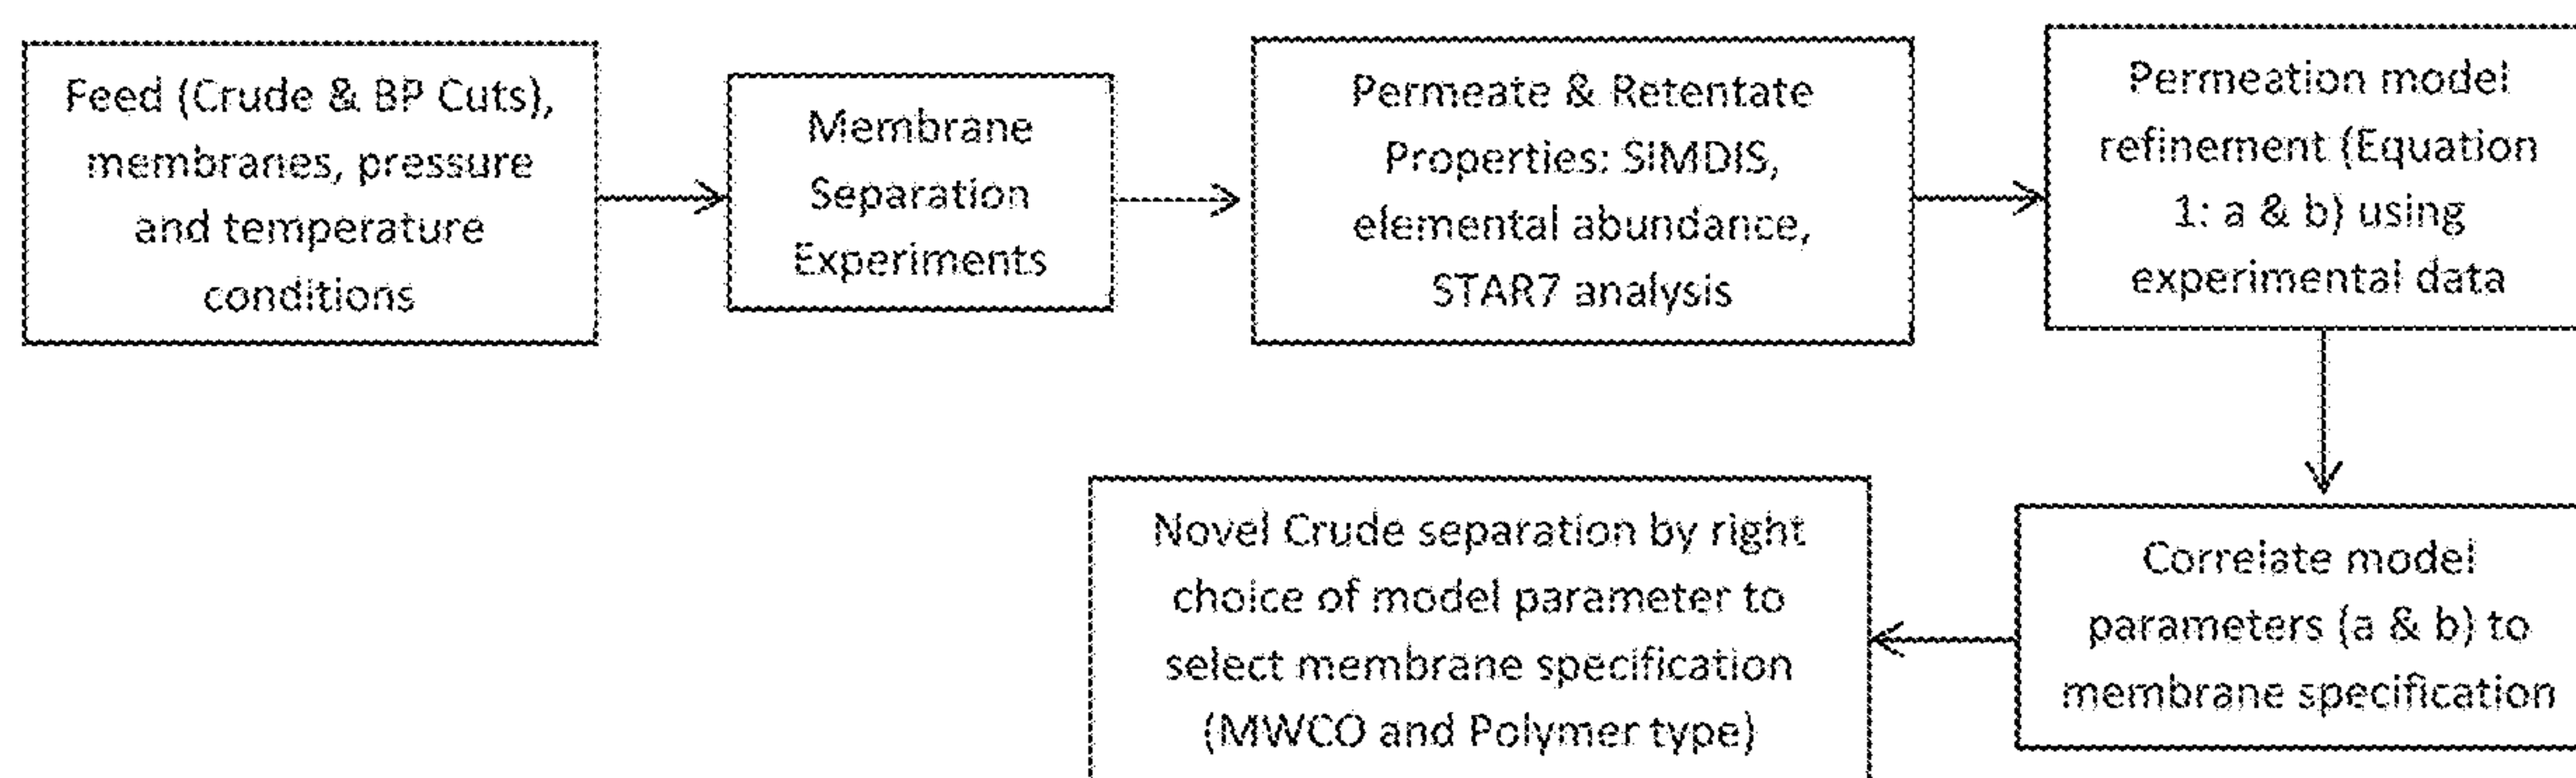 Feed (Crude & BP Cuts),
membranes, pressure
and temperature
conditions
Membrane
Separation
Experiments
Permeate & Retentate
Properties: SIMDIS,
elemental abundance,
STAR7 analysis
Permeation model
refinement (Equation
1: a & b) using
experimental data
Correlate model
parameters (a & b) to
membrane specification
Novel Crude separation by right
choice of model parameter to
select membrane specification
(MWCO and Polymer type)